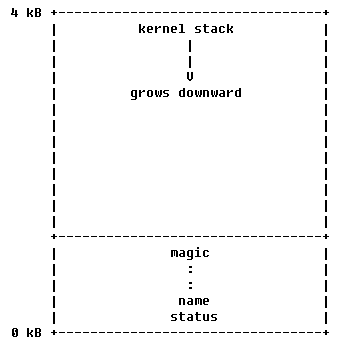 4 kB
kernel stack
|
|
V
grows downward
magic
:
:
name
status
0 kB